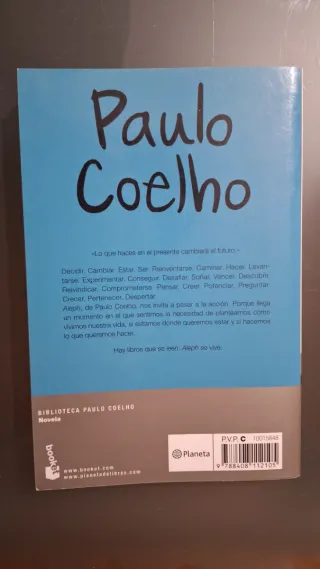 Paulo
Coelho
«Lo que haces en el presente cambiará el futuro.»
Decidir. Cambiar. Estar. Ser. Reinventarse. Caminar. Hacer. Levan-
tarse. Experimentar. Conseguir. Desafiar. Soñar. Vencer. Descubrir.
Reivindicar. Comprometerse. Pensar. Creer. Potenciar. Preguntar.
Crecer. Pertenecer. Despertar.
Aleph, de Paulo Coelho, nos invita a pasar a la acción. Porque llega
un momento en el que sentimos la necesidad de plantearnos cómo
vivimos nuestra vida, si estamos donde queremos estar y si hacemos
lo que queremos hacer.
Hay libros que se leen. Aleph se vive.
BIBLIOTECA PAULO COELHO
Novela
booket
www.booket.com
www.planetadelibros.com
Planeta
P.V.P. C
9 788408 112105